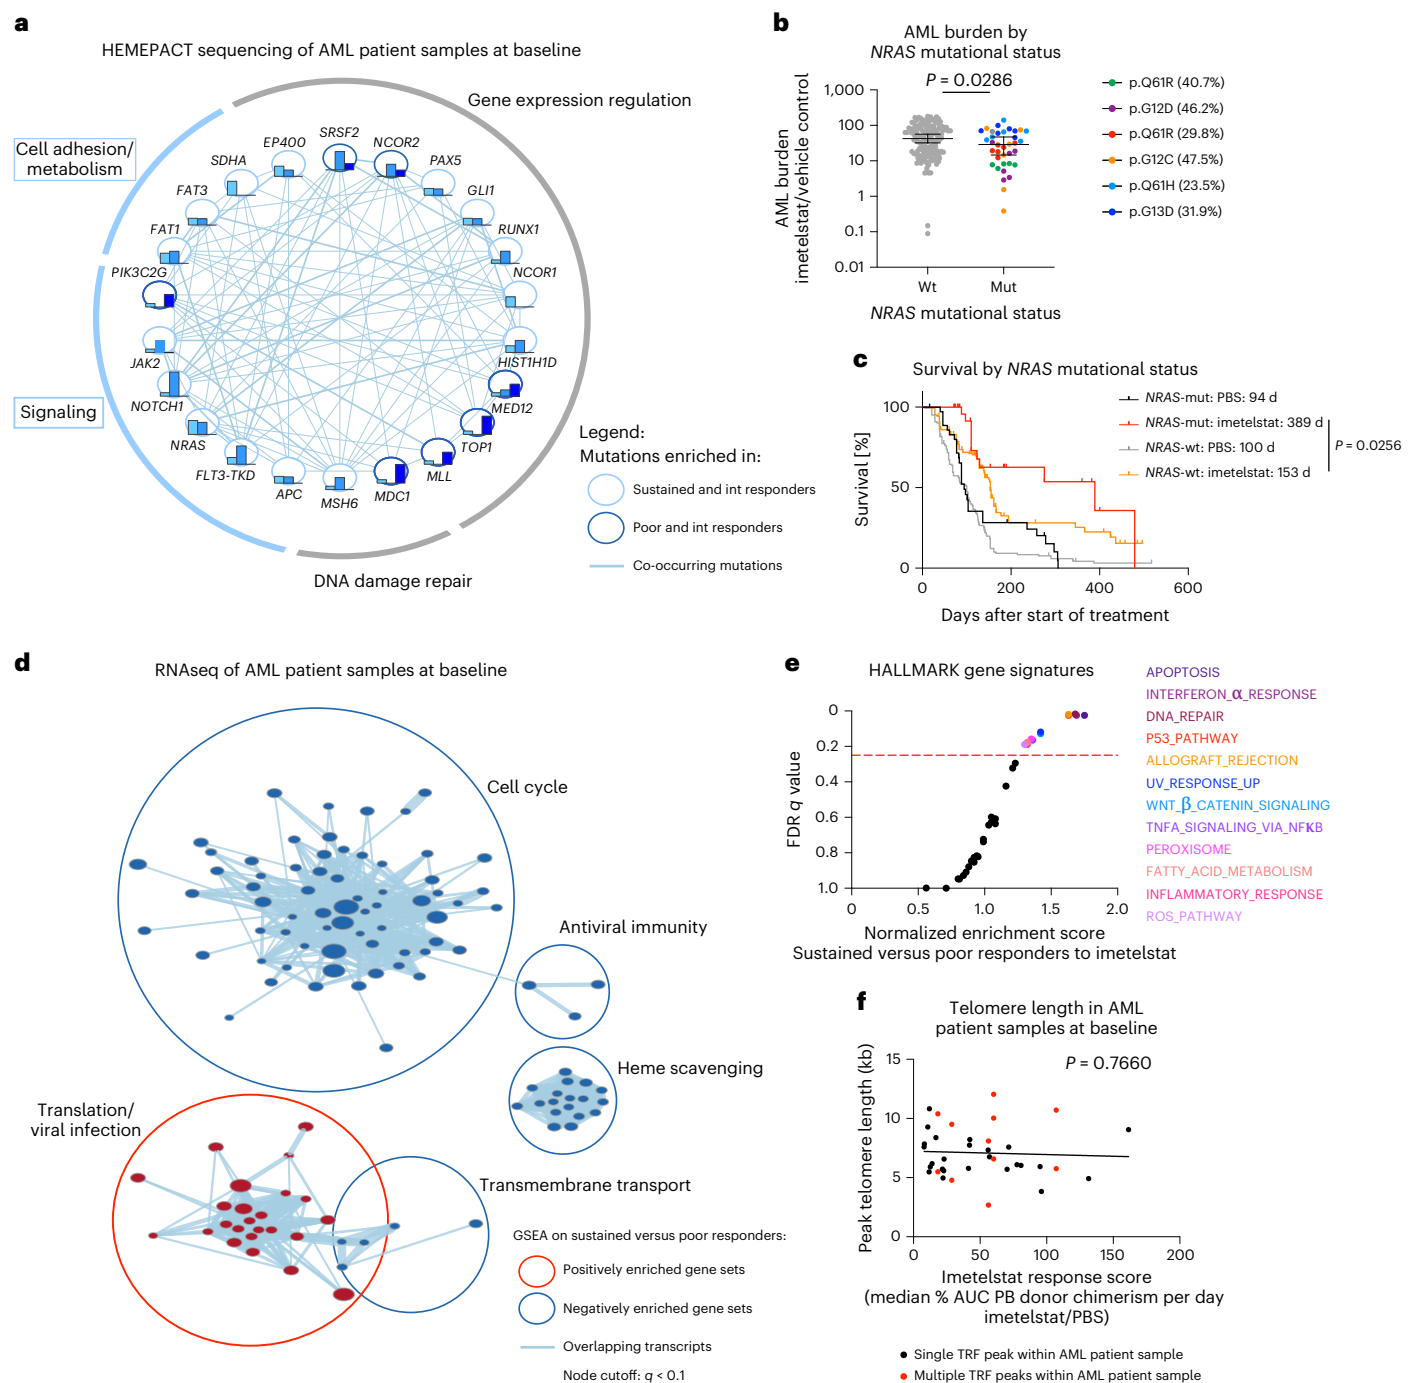 a
HEMEPACT sequencing of AML patient samples at baseline
Gene expression regulation
Cell adhesion/
metabolism
Signaling
DNA damage repair
SRSF2
NCOR2
PAX5
GLI1
RUNX1
NCOR1
HIST1H1D
MED12
TOP1
MLL
MDC1
MSH6
APC
FLT3-TKD
NRAS
NOTCH1
JAK2
PIK3C2G
FAT1
FAT3
SDHA
EP400
Legend:
Mutations enriched in:
Sustained and int responders
Poor and int responders
Co-occurring mutations
b
AML burden by
NRAS mutational status
P = 0.0286
AML burden
imetelstat/vehicle control
1,000
100
10
1
0.1
0.01
Wt
Mut
NRAS mutational status
p.Q61R (40.7%)
p.G12D (46.2%)
p.Q61R (29.8%)
p.G12C (47.5%)
p.Q61H (23.5%)
p.G13D (31.9%)
c
Survival by NRAS mutational status
Survival [%]
100
50
0
0
200
400
600
Days after start of treatment
NRAS-mut: PBS: 94 d
NRAS-mut: imetelstat: 389 d
NRAS-wt: PBS: 100 d
NRAS-wt: imetelstat: 153 d
P = 0.0256
d
RNAseq of AML patient samples at baseline
Cell cycle
Antiviral immunity
Heme scavenging
Translation/
viral infection
Transmembrane transport
GSEA on sustained versus poor responders:
Positively enriched gene sets
Negatively enriched gene sets
Overlapping transcripts
Node cutoff: q < 0.1
e
HALLMARK gene signatures
FDR q value
0
0.2
0.4
0.6
0.8
1.0
0
0.5
1.0
1.5
2.0
Normalized enrichment score
Sustained versus poor responders to imetelstat
APOPTOSIS
INTERFERON_α_RESPONSE
DNA_REPAIR
P53_PATHWAY
ALLOGRAFT_REJECTION
UV_RESPONSE_UP
WNT_β_CATENIN_SIGNALING
TNFA_SIGNALING_VIA_NFκB
PEROXISOME
FATTY_ACID_METABOLISM
INFLAMMATORY_RESPONSE
ROS_PATHWAY
f
Telomere length in AML
patient samples at baseline
P = 0.7660
Peak telomere length (kb)
15
10
5
0
0
50
100
150
200
Imetelstat response score
(median % AUC PB donor chimerism per day
imetelstat/PBS)
Single TRF peak within AML patient sample
Multiple TRF peaks within AML patient sample